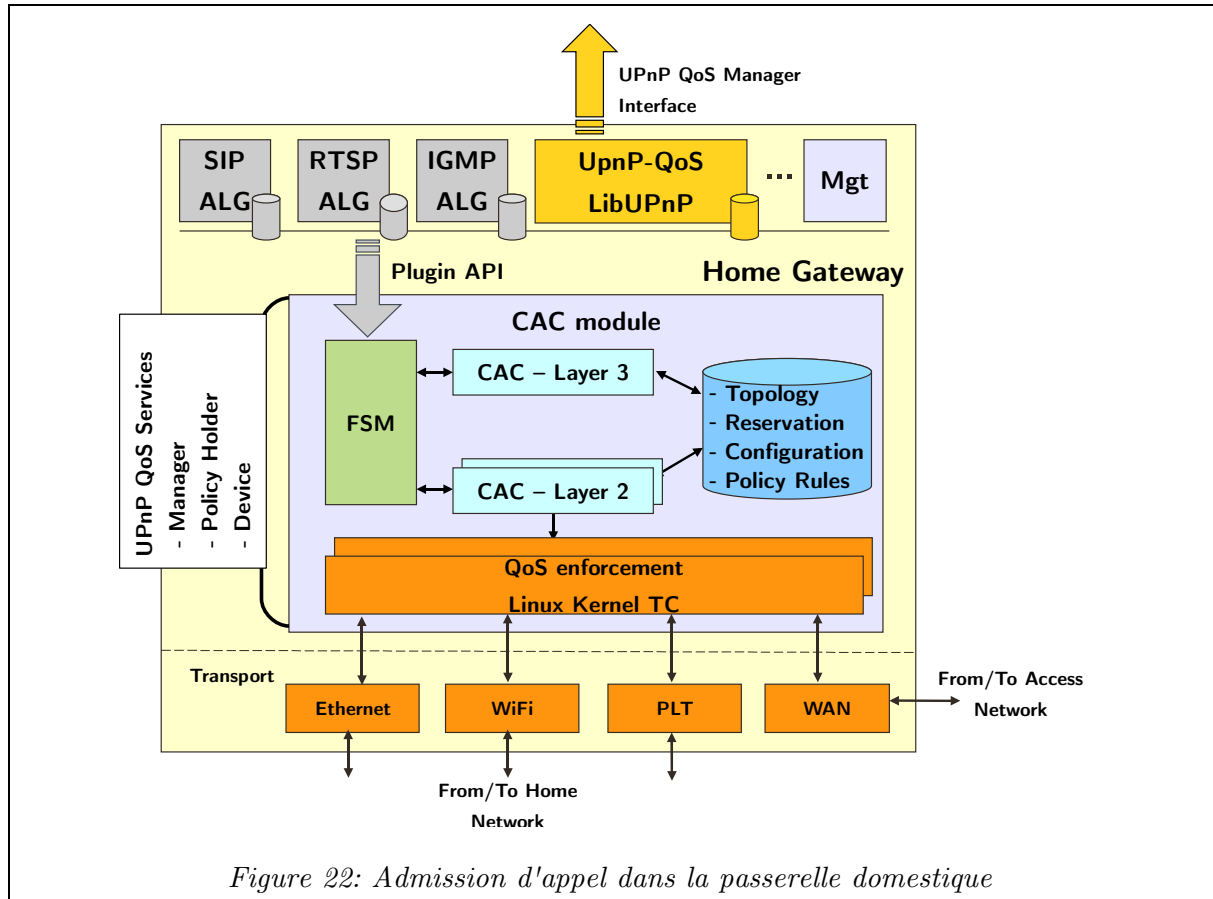 UPnP QoS Manager
Interface
SIP
ALG
RTSP
ALG
IGMP
ALG
UpnP-QoS
LibUPnP
...
Mgt
Plugin API
Home Gateway
UPnP QoS Services
- Manager
- Policy Holder
- Device
CAC module
FSM
CAC – Layer 3
CAC – Layer 2
- Topology
- Reservation
- Configuration
- Policy Rules
QoS enforcement
Linux Kernel TC
Transport
Ethernet
WiFi
PLT
WAN
From/To Access
Network
From/To Home
Network
Figure 22: Admission d'appel dans la passerelle domestique